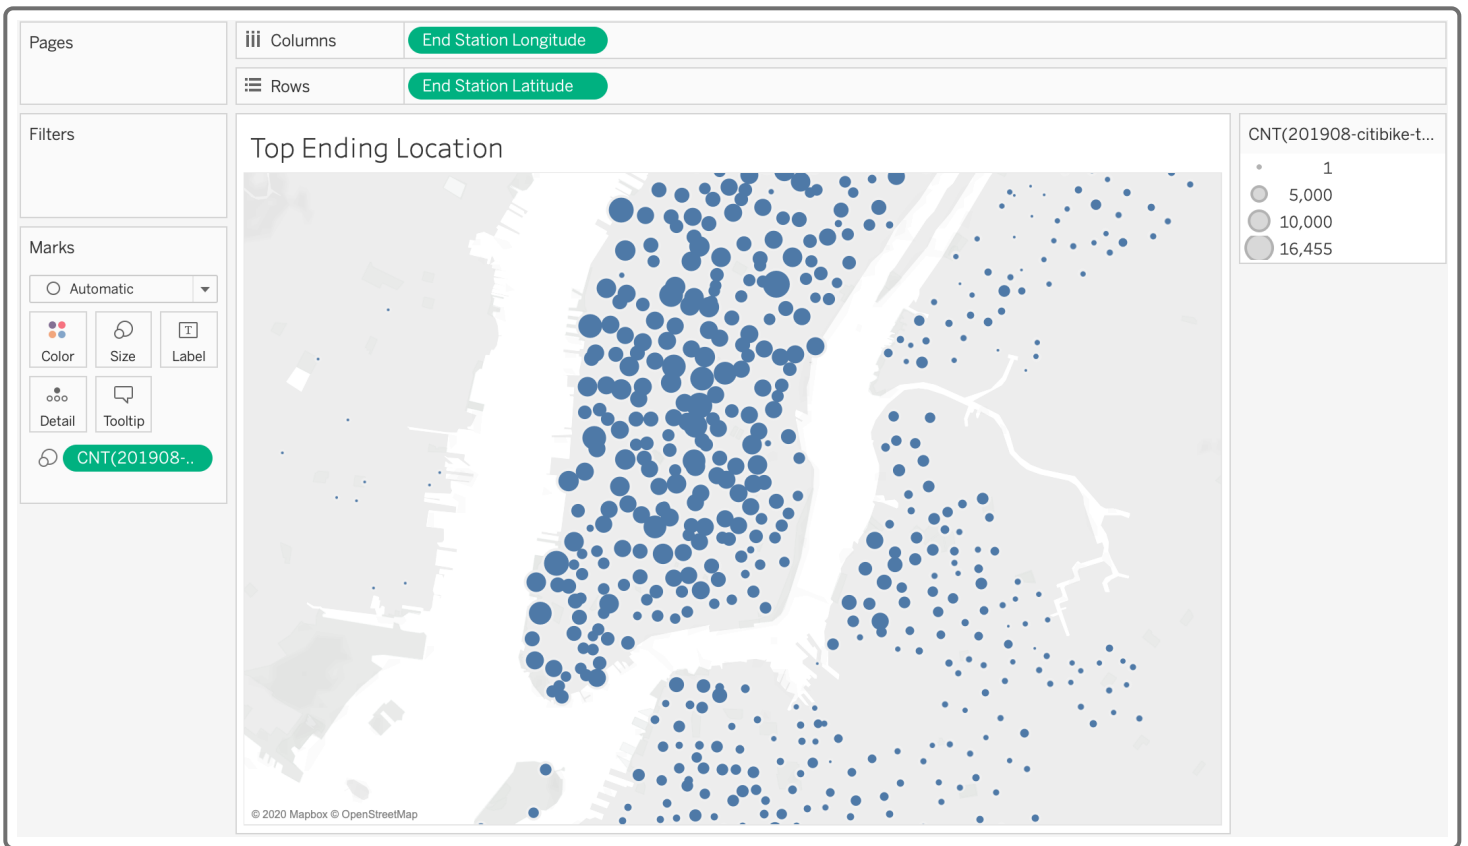 Pages
Columns
End Station Longitude
Rows
End Station Latitude
Filters
Marks
Automatic
Color
Size
Label
Detail
Tooltip
CNT(201908-..
Top Ending Location
© 2020 Mapbox © OpenStreetMap
CNT(201908-citibike-t...
1
5,000
10,000
16,455